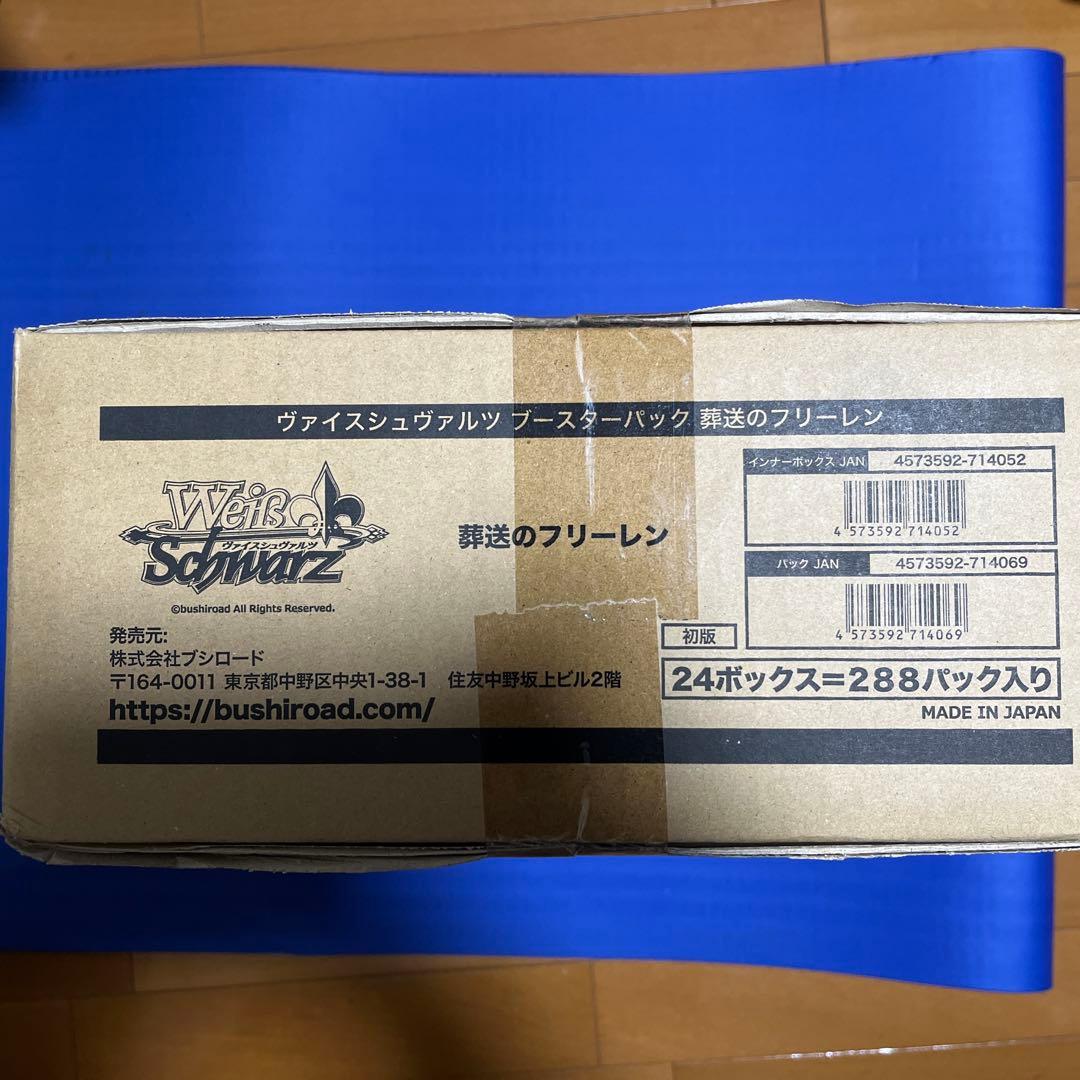 ヴァイスシュヴァルツ ブースターパック 葬送のフリーレン
Weiß Schwarz
ヴァイスシュヴァルツ
©bushiroad All Rights Reserved.
葬送のフリーレン
インナーボックス JAN 4573592-714052
4 573592 714052
パック JAN 4573592-714069
4 573592 714069
発売元:
株式会社ブシロード
〒164-0011 東京都中野区中央1-38-1 住友中野坂上ビル2階
https://bushiroad.com/
初版
24ボックス=288パック入り
MADE IN JAPAN